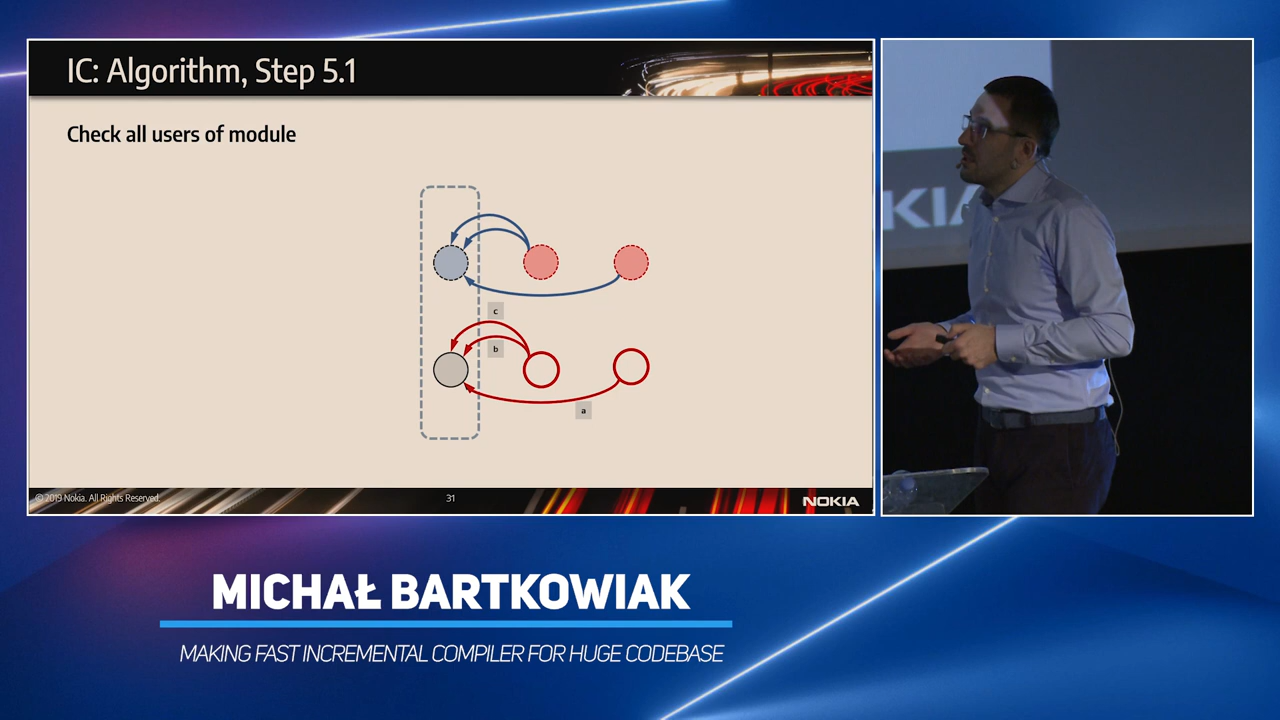 IC: Algorithm, Step 5.1
Check all users of module
c
b
a
© 2019 Nokia. All Rights Reserved.
31
NOKIA
KIA
MICHAŁ BARTKOWIAK
MAKING FAST INCREMENTAL COMPILER FOR HUGE CODEBASE